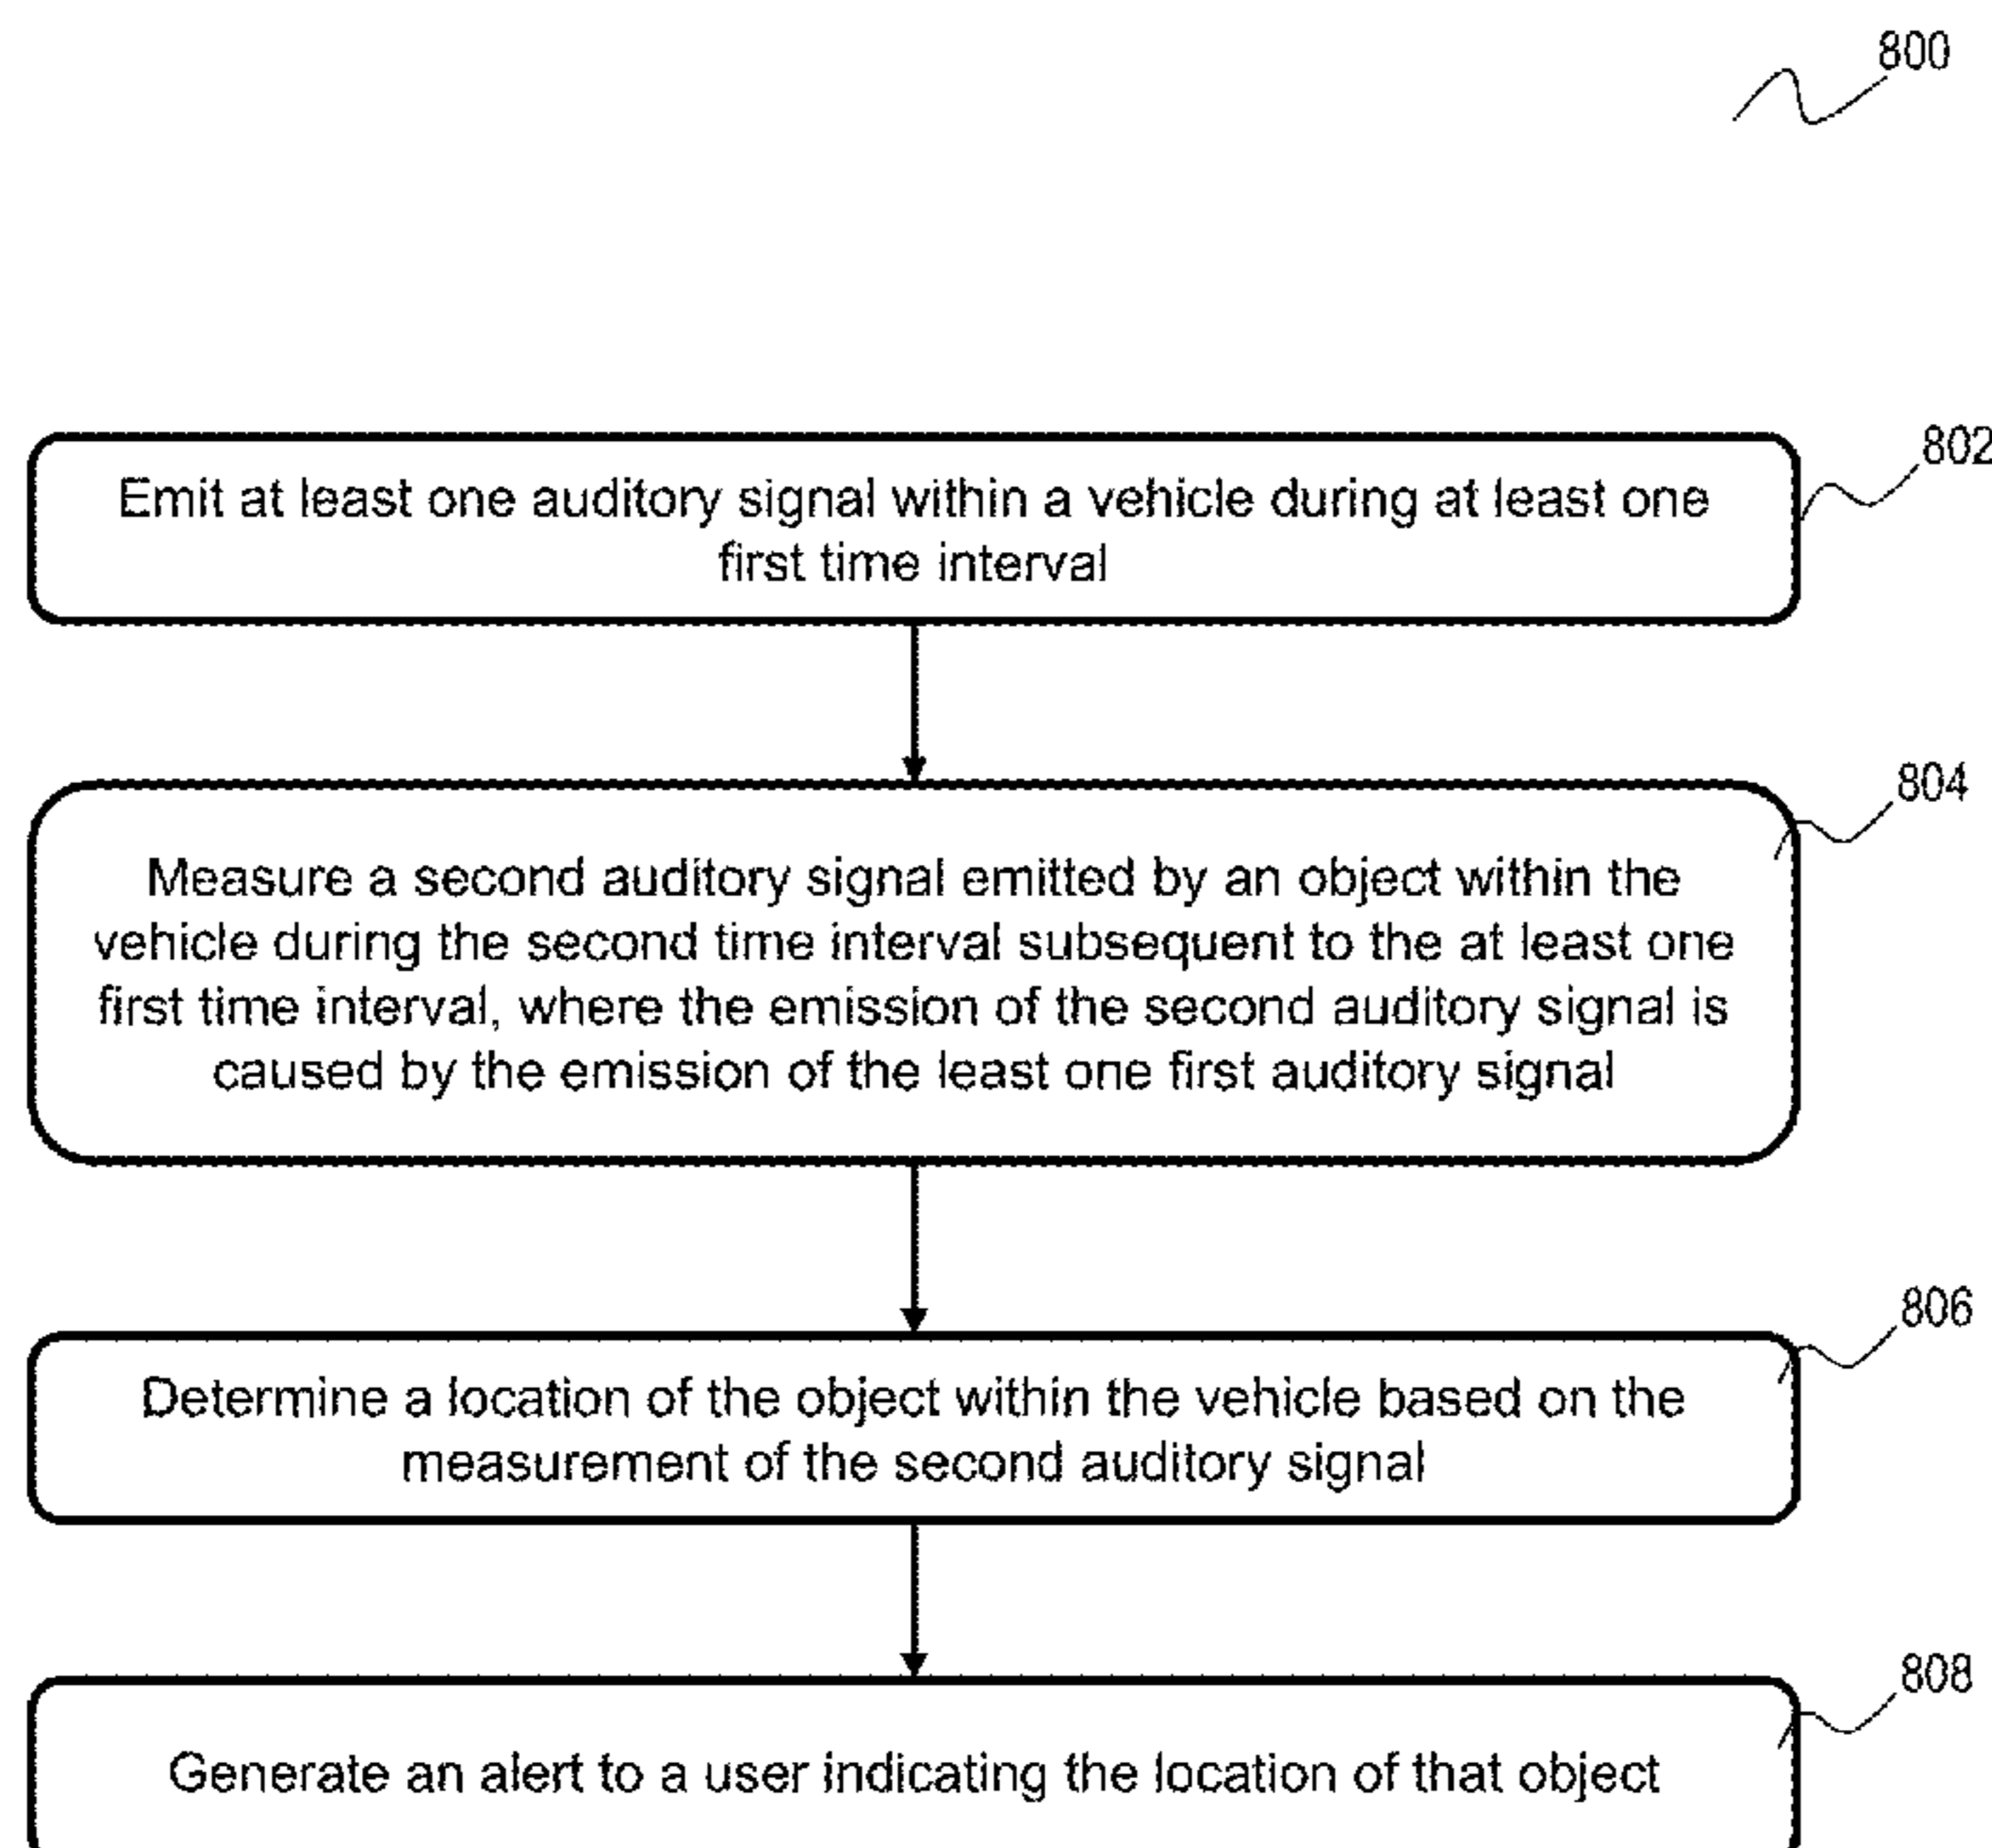 800
802
Emit at least one auditory signal within a vehicle during at least one
first time interval
804
Measure a second auditory signal emitted by an object within the
vehicle during the second time interval subsequent to the at least one
first time interval, where the emission of the second auditory signal is
caused by the emission of the least one first auditory signal
806
Determine a location of the object within the vehicle based on the
measurement of the second auditory signal
808
Generate an alert to a user indicating the location of that object